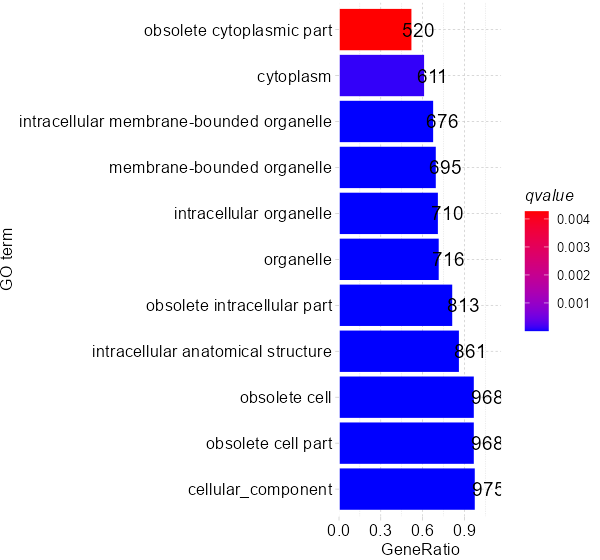 obsolete cytoplasmic part 520
cytoplasm 611
intracellular membrane-bounded organelle 676
membrane-bounded organelle 695
intracellular organelle 710
organelle 716
obsolete intracellular part 813
intracellular anatomical structure 861
obsolete cell 968
obsolete cell part 968
cellular_component 975
0.0 0.3 0.6 0.9
GeneRatio
GO term
qvalue
0.004
0.003
0.002
0.001